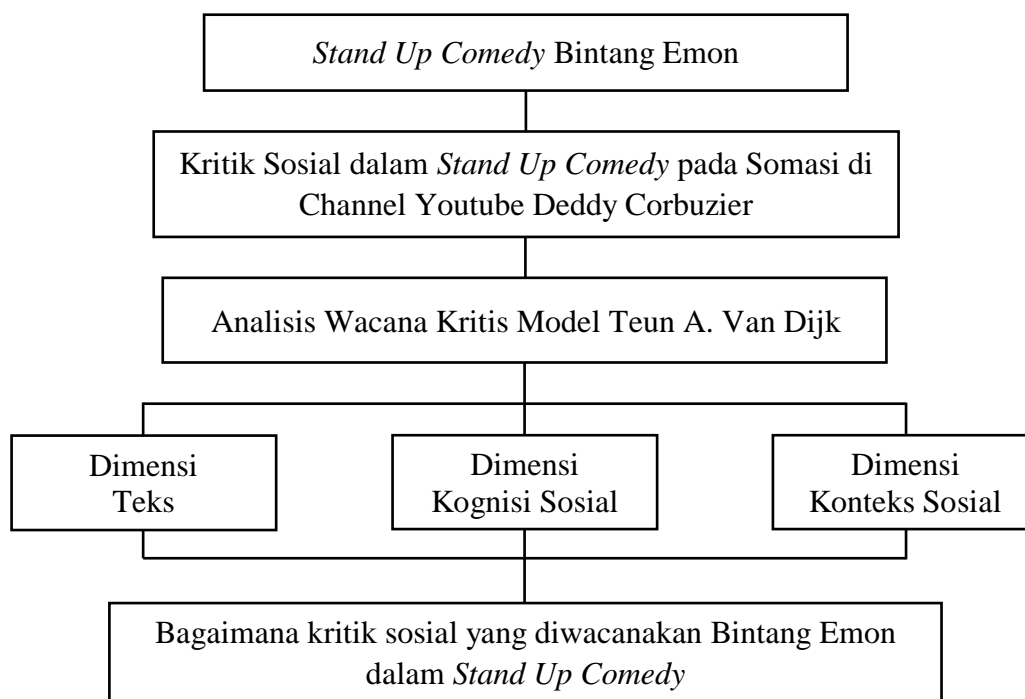 Stand Up Comedy Bintang Emon
Kritik Sosial dalam Stand Up Comedy pada Somasi di
Channel Youtube Deddy Corbuzier
Analisis Wacana Kritis Model Teun A. Van Dijk
Dimensi
Teks
Dimensi
Kognisi Sosial
Dimensi
Konteks Sosial
Bagaimana kritik sosial yang diwacanakan Bintang Emon
dalam Stand Up Comedy